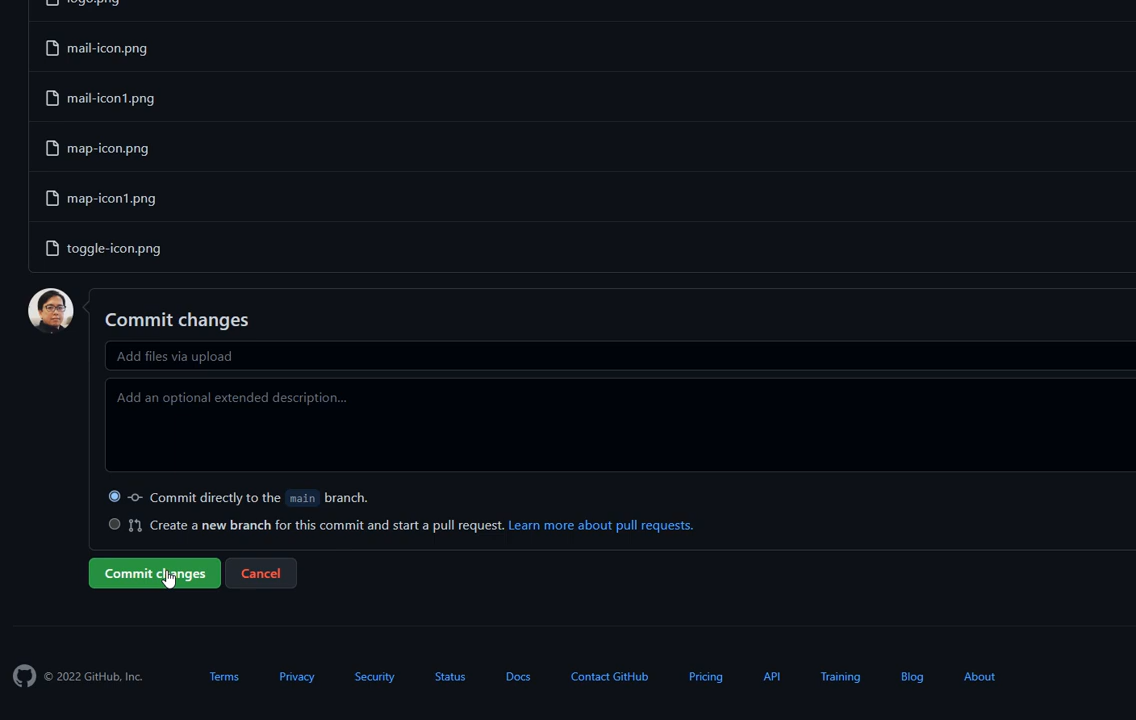 logo.png
mail-icon.png
mail-icon1.png
map-icon.png
map-icon1.png
toggle-icon.png
Commit changes
Add files via upload
Add an optional extended description...
Commit directly to the main branch.
Create a new branch for this commit and start a pull request. Learn more about pull requests.
Commit changes Cancel
© 2022 GitHub, Inc. Terms Privacy Security Status Docs Contact GitHub Pricing API Training Blog About